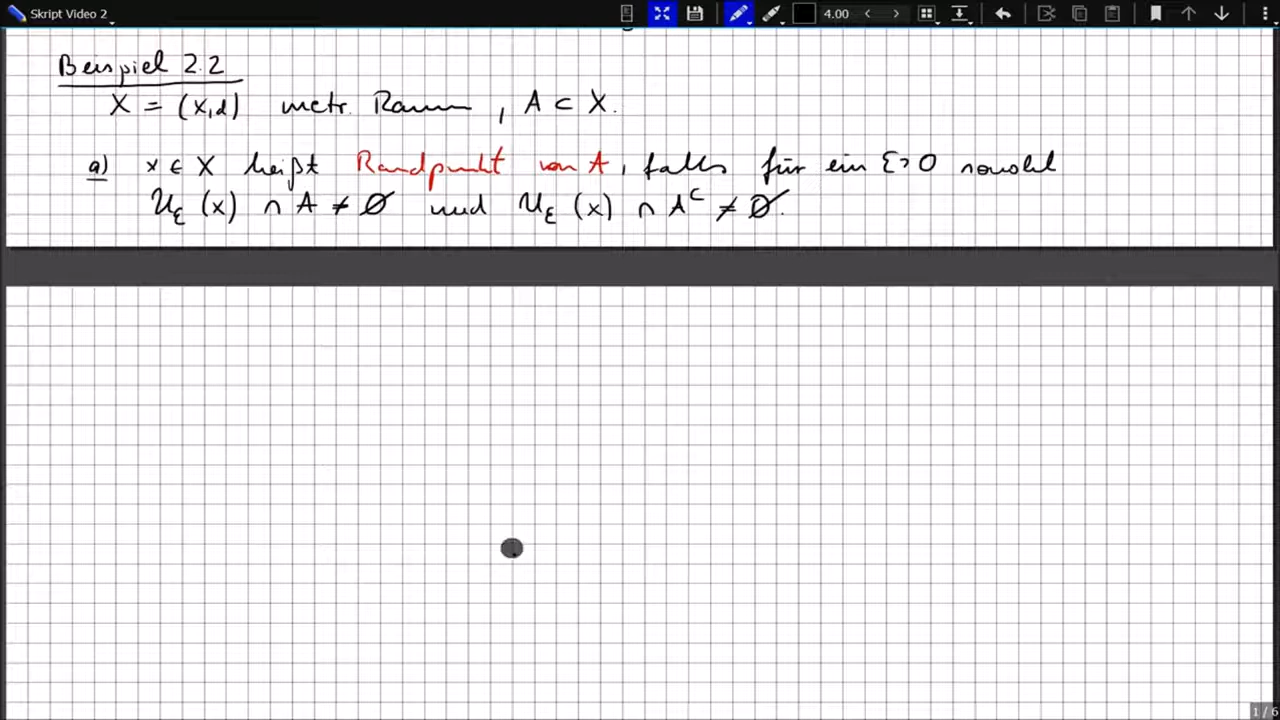 Skript Video 2
4.00
Beispiel 2.2
X = (X,d) metr. Raum, A ⊂ X.
a) x ∈ X heißt Randpunkt von A, falls für ein ε>0 sowohl
U_ε (x) ∩ A ≠ ∅ und U_ε (x) ∩ A^C ≠ ∅.
1 / 6